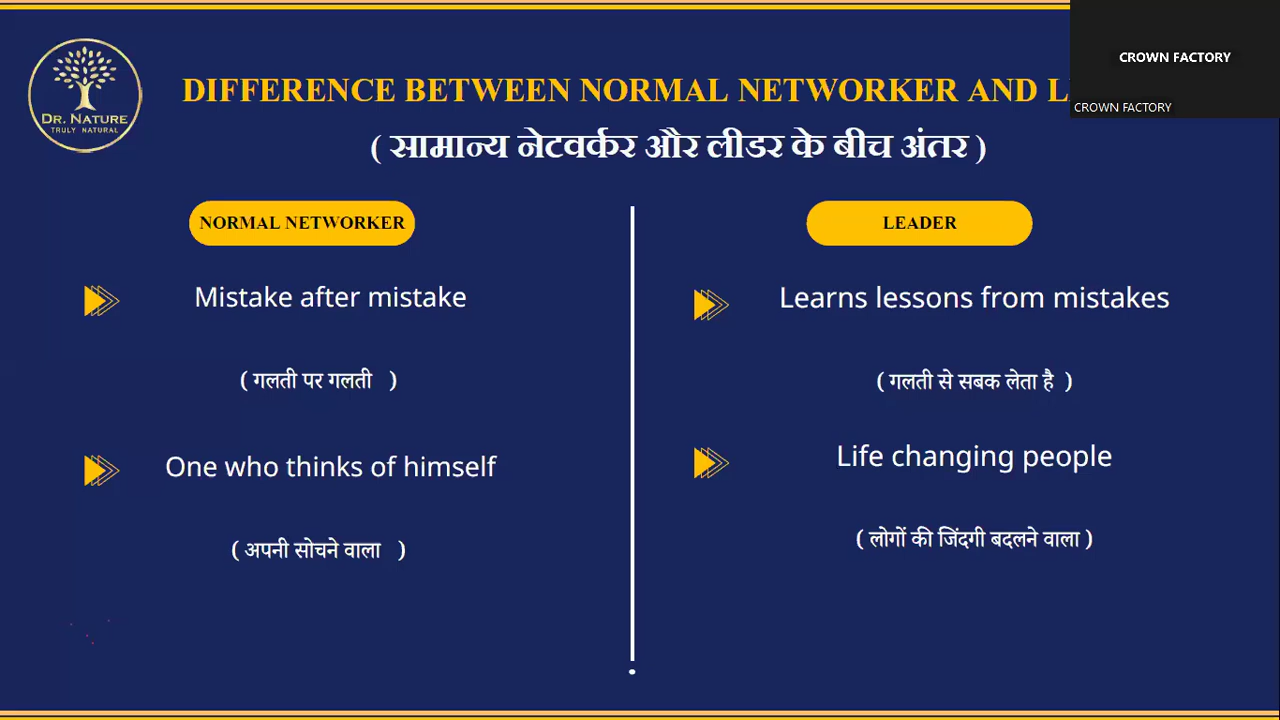 CROWN FACTORY
CROWN FACTORY
DR. NATURE
TRULY NATURAL
DIFFERENCE BETWEEN NORMAL NETWORKER AND
( सामान्य नेटवर्कर और लीडर के बीच अंतर )
NORMAL NETWORKER
Mistake after mistake
( गलती पर गलती )
One who thinks of himself
( अपनी सोचने वाला )
LEADER
Learns lessons from mistakes
( गलती से सबक लेता है )
Life changing people
( लोगों की जिंदगी बदलने वाला )